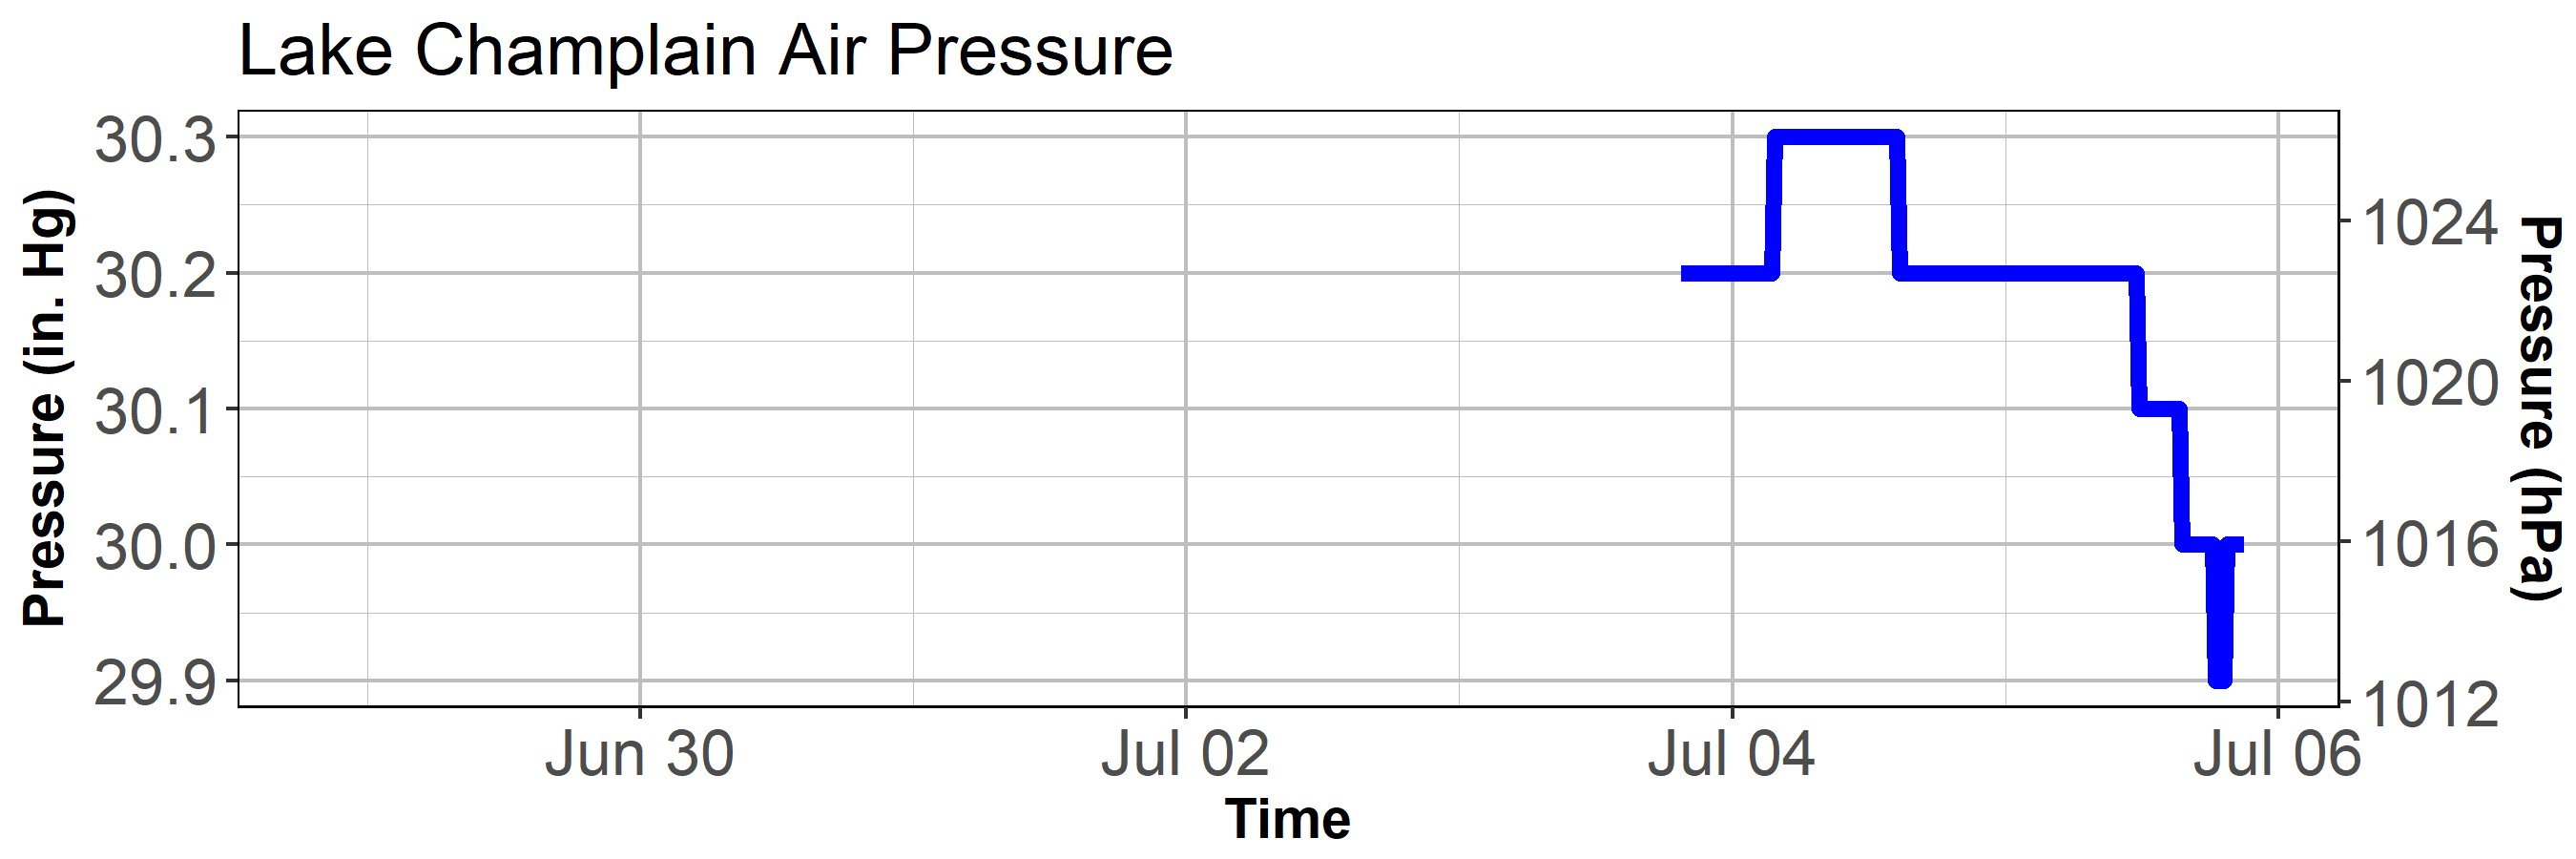 Lake Champlain Air Pressure
Pressure (in. Hg)
30.3
30.2
30.1
30.0
29.9
1024
1020
1016
1012
Pressure (hPa)
Jun 30
Jul 02
Jul 04
Jul 06
Time